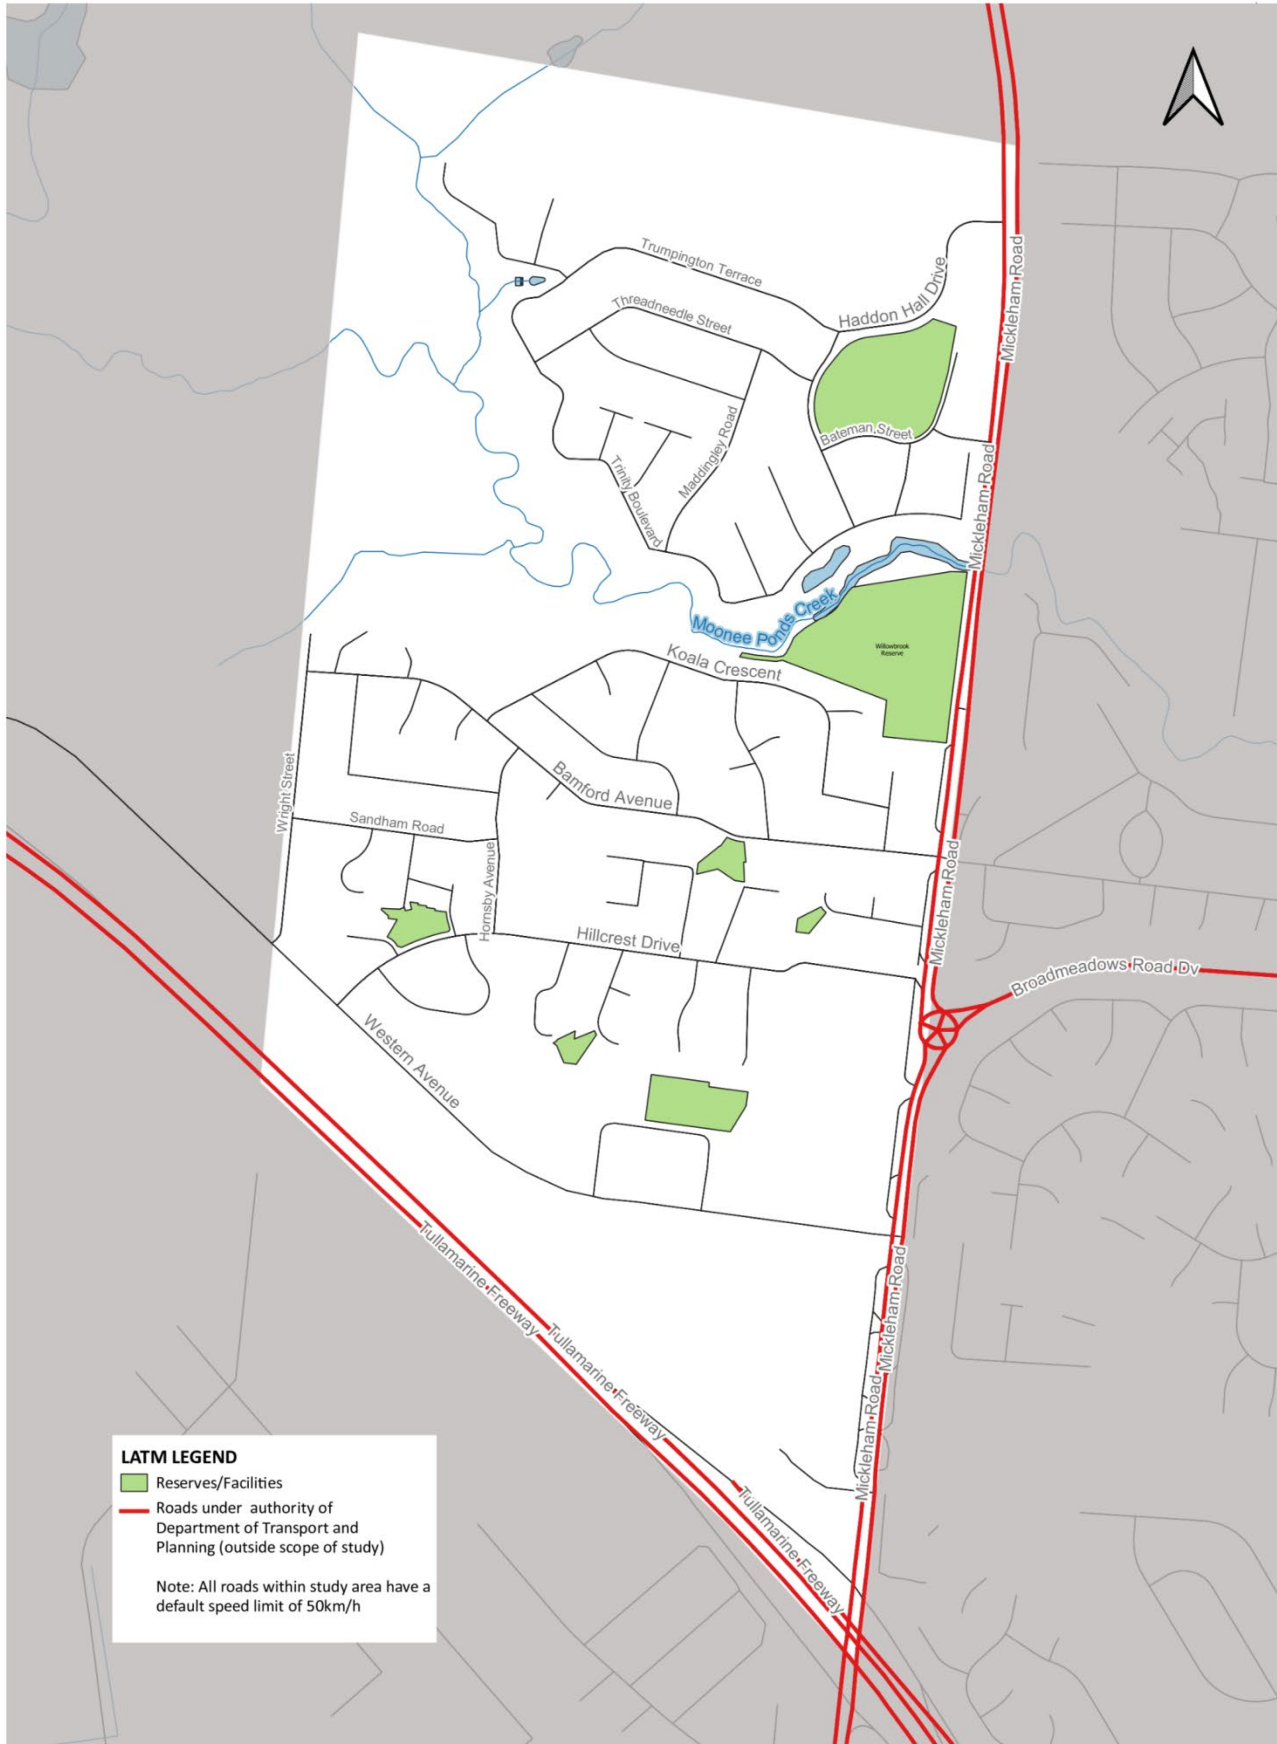 Trumpington Terrace
Haddon Hall Drive
Mickleham Road
Threadneedle Street
Maddingley Road
Bateman Street
Mickleham Road
Trinity Boulevard
Moonee Ponds Creek
Willowbrook
Reserve
Koala Crescent
Wright Street
Bamford Avenue
Sandham Road
Hornsby Avenue
Mickleham Road
Hillcrest Drive
Broadmeadows Road Dv
Western Avenue
Tullamarine Freeway
Mickleham Road
Tullamarine Freeway
Mickleham Road
Tullamarine Freeway
LATM LEGEND
Reserves/Facilities
Roads under authority of
Department of Transport and
Planning (outside scope of study)
Note: All roads within study area have a
default speed limit of 50km/h